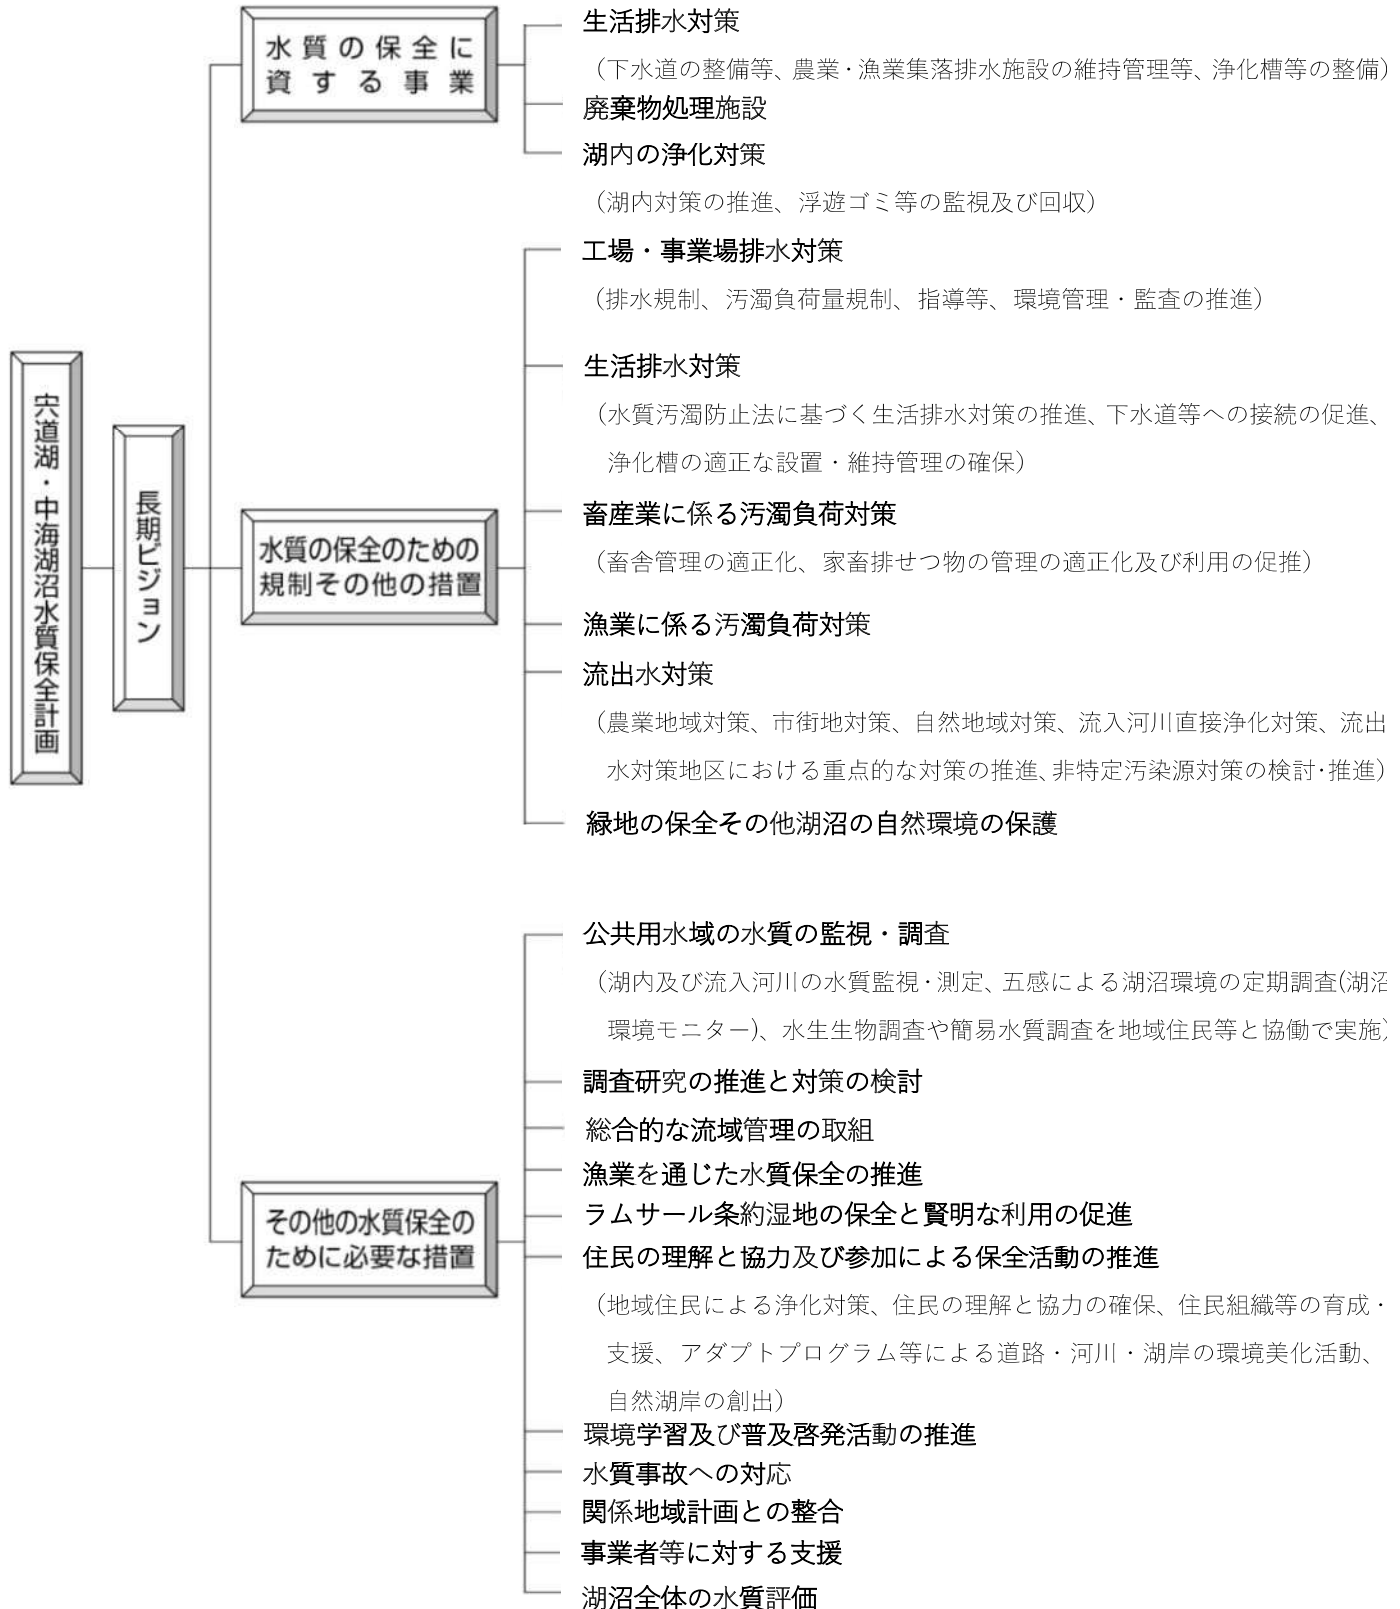 宍道湖・中海湖沼水質保全計画
長期ビジョン
水質の保全に
資する事業
生活排水対策
（下水道の整備等、農業・漁業集落排水施設の維持管理等、浄化槽等の整備）
廃棄物処理施設
湖内の浄化対策
（湖内対策の推進、浮遊ゴミ等の監視及び回収）
水質の保全のための
規制その他の措置
工場・事業場排水対策
（排水規制、汚濁負荷量規制、指導等、環境管理・監査の推進）
生活排水対策
（水質汚濁防止法に基づく生活排水対策の推進、下水道等への接続の促進、
浄化槽の適正な設置・維持管理の確保）
畜産業に係る汚濁負荷対策
（畜舎管理の適正化、家畜排せつ物の管理の適正化及び利用の促推）
漁業に係る汚濁負荷対策
流出水対策
（農業地域対策、市街地対策、自然地域対策、流入河川直接浄化対策、流出
水対策地区における重点的な対策の推進、非特定汚染源対策の検討・推進）
緑地の保全その他湖沼の自然環境の保護
その他の水質保全の
ために必要な措置
公共用水域の水質の監視・調査
（湖内及び流入河川の水質監視・測定、五感による湖沼環境の定期調査(湖沼
環境モニター)、水生生物調査や簡易水質調査を地域住民等と協働で実施）
調査研究の推進と対策の検討
総合的な流域管理の取組
漁業を通じた水質保全の推進
ラムサール条約湿地の保全と賢明な利用の促進
住民の理解と協力及び参加による保全活動の推進
（地域住民による浄化対策、住民の理解と協力の確保、住民組織等の育成・
支援、アダプトプログラム等による道路・河川・湖岸の環境美化活動、
自然湖岸の創出）
環境学習及び普及啓発活動の推進
水質事故への対応
関係地域計画との整合
事業者等に対する支援
湖沼全体の水質評価